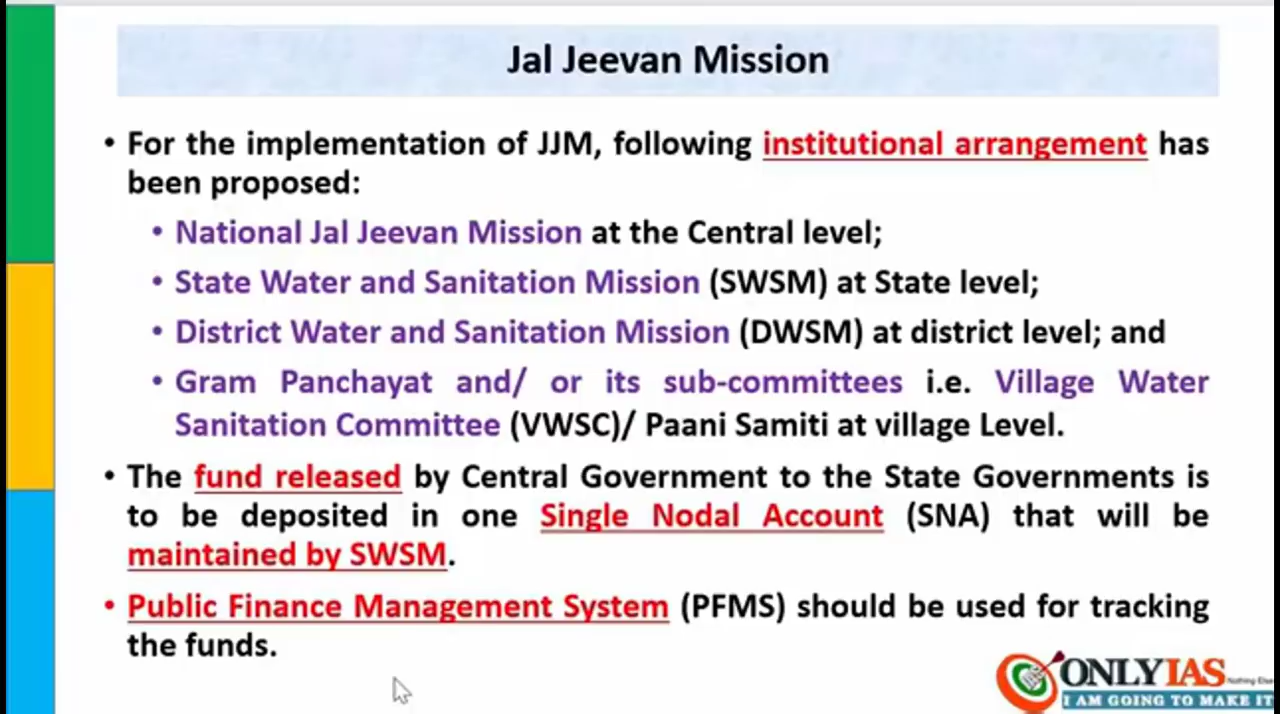 Jal Jeevan Mission
• For the implementation of JJM, following institutional arrangement has
been proposed:
• National Jal Jeevan Mission at the Central level;
• State Water and Sanitation Mission (SWSM) at State level;
• District Water and Sanitation Mission (DWSM) at district level; and
• Gram Panchayat and/ or its sub-committees i.e. Village Water
Sanitation Committee (VWSC)/ Paani Samiti at village Level.
• The fund released by Central Government to the State Governments is
to be deposited in one Single Nodal Account (SNA) that will be
maintained by SWSM.
• Public Finance Management System (PFMS) should be used for tracking
the funds.
ONLYIAS
Nothing Else
I AM GOING TO MAKE IT